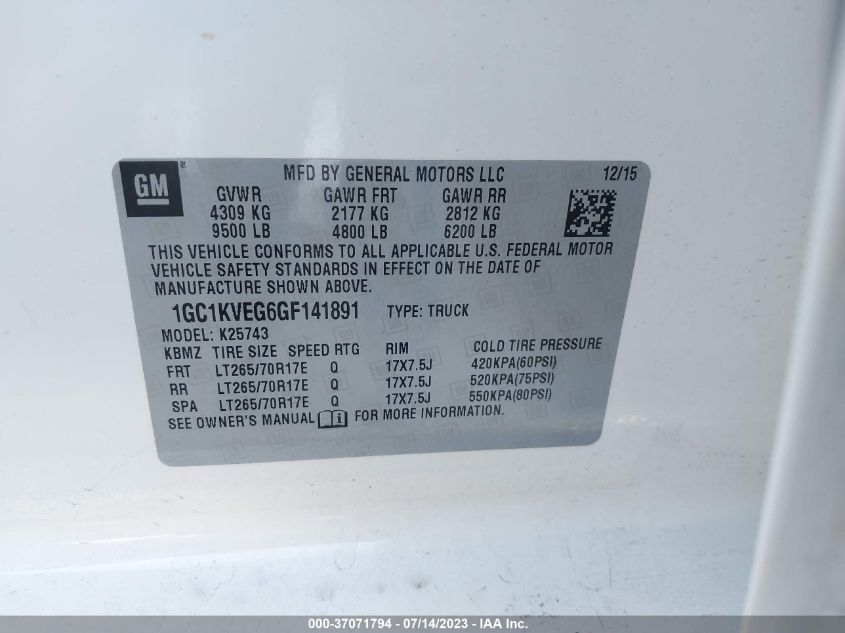 GM ® MFD BY GENERAL MOTORS LLC 12/15
GVWR GAWR FRT GAWR RR
4309 KG 2177 KG 2812 KG
9500 LB 4800 LB 6200 LB
THIS VEHICLE CONFORMS TO ALL APPLICABLE U.S. FEDERAL MOTOR
VEHICLE SAFETY STANDARDS IN EFFECT ON THE DATE OF
MANUFACTURE SHOWN ABOVE.
1GC1KVEG6GF141891 TYPE: TRUCK
MODEL: K25743
KBMZ TIRE SIZE SPEED RTG RIM COLD TIRE PRESSURE
FRT LT265/70R17E Q 17X7.5J 420KPA(60PSI)
RR LT265/70R17E Q 17X7.5J 520KPA(75PSI)
SPA LT265/70R17E Q 17X7.5J 550KPA(80PSI)
SEE OWNER'S MANUAL i FOR MORE INFORMATION.
000-37071794 - 07/14/2023 - IAA Inc.